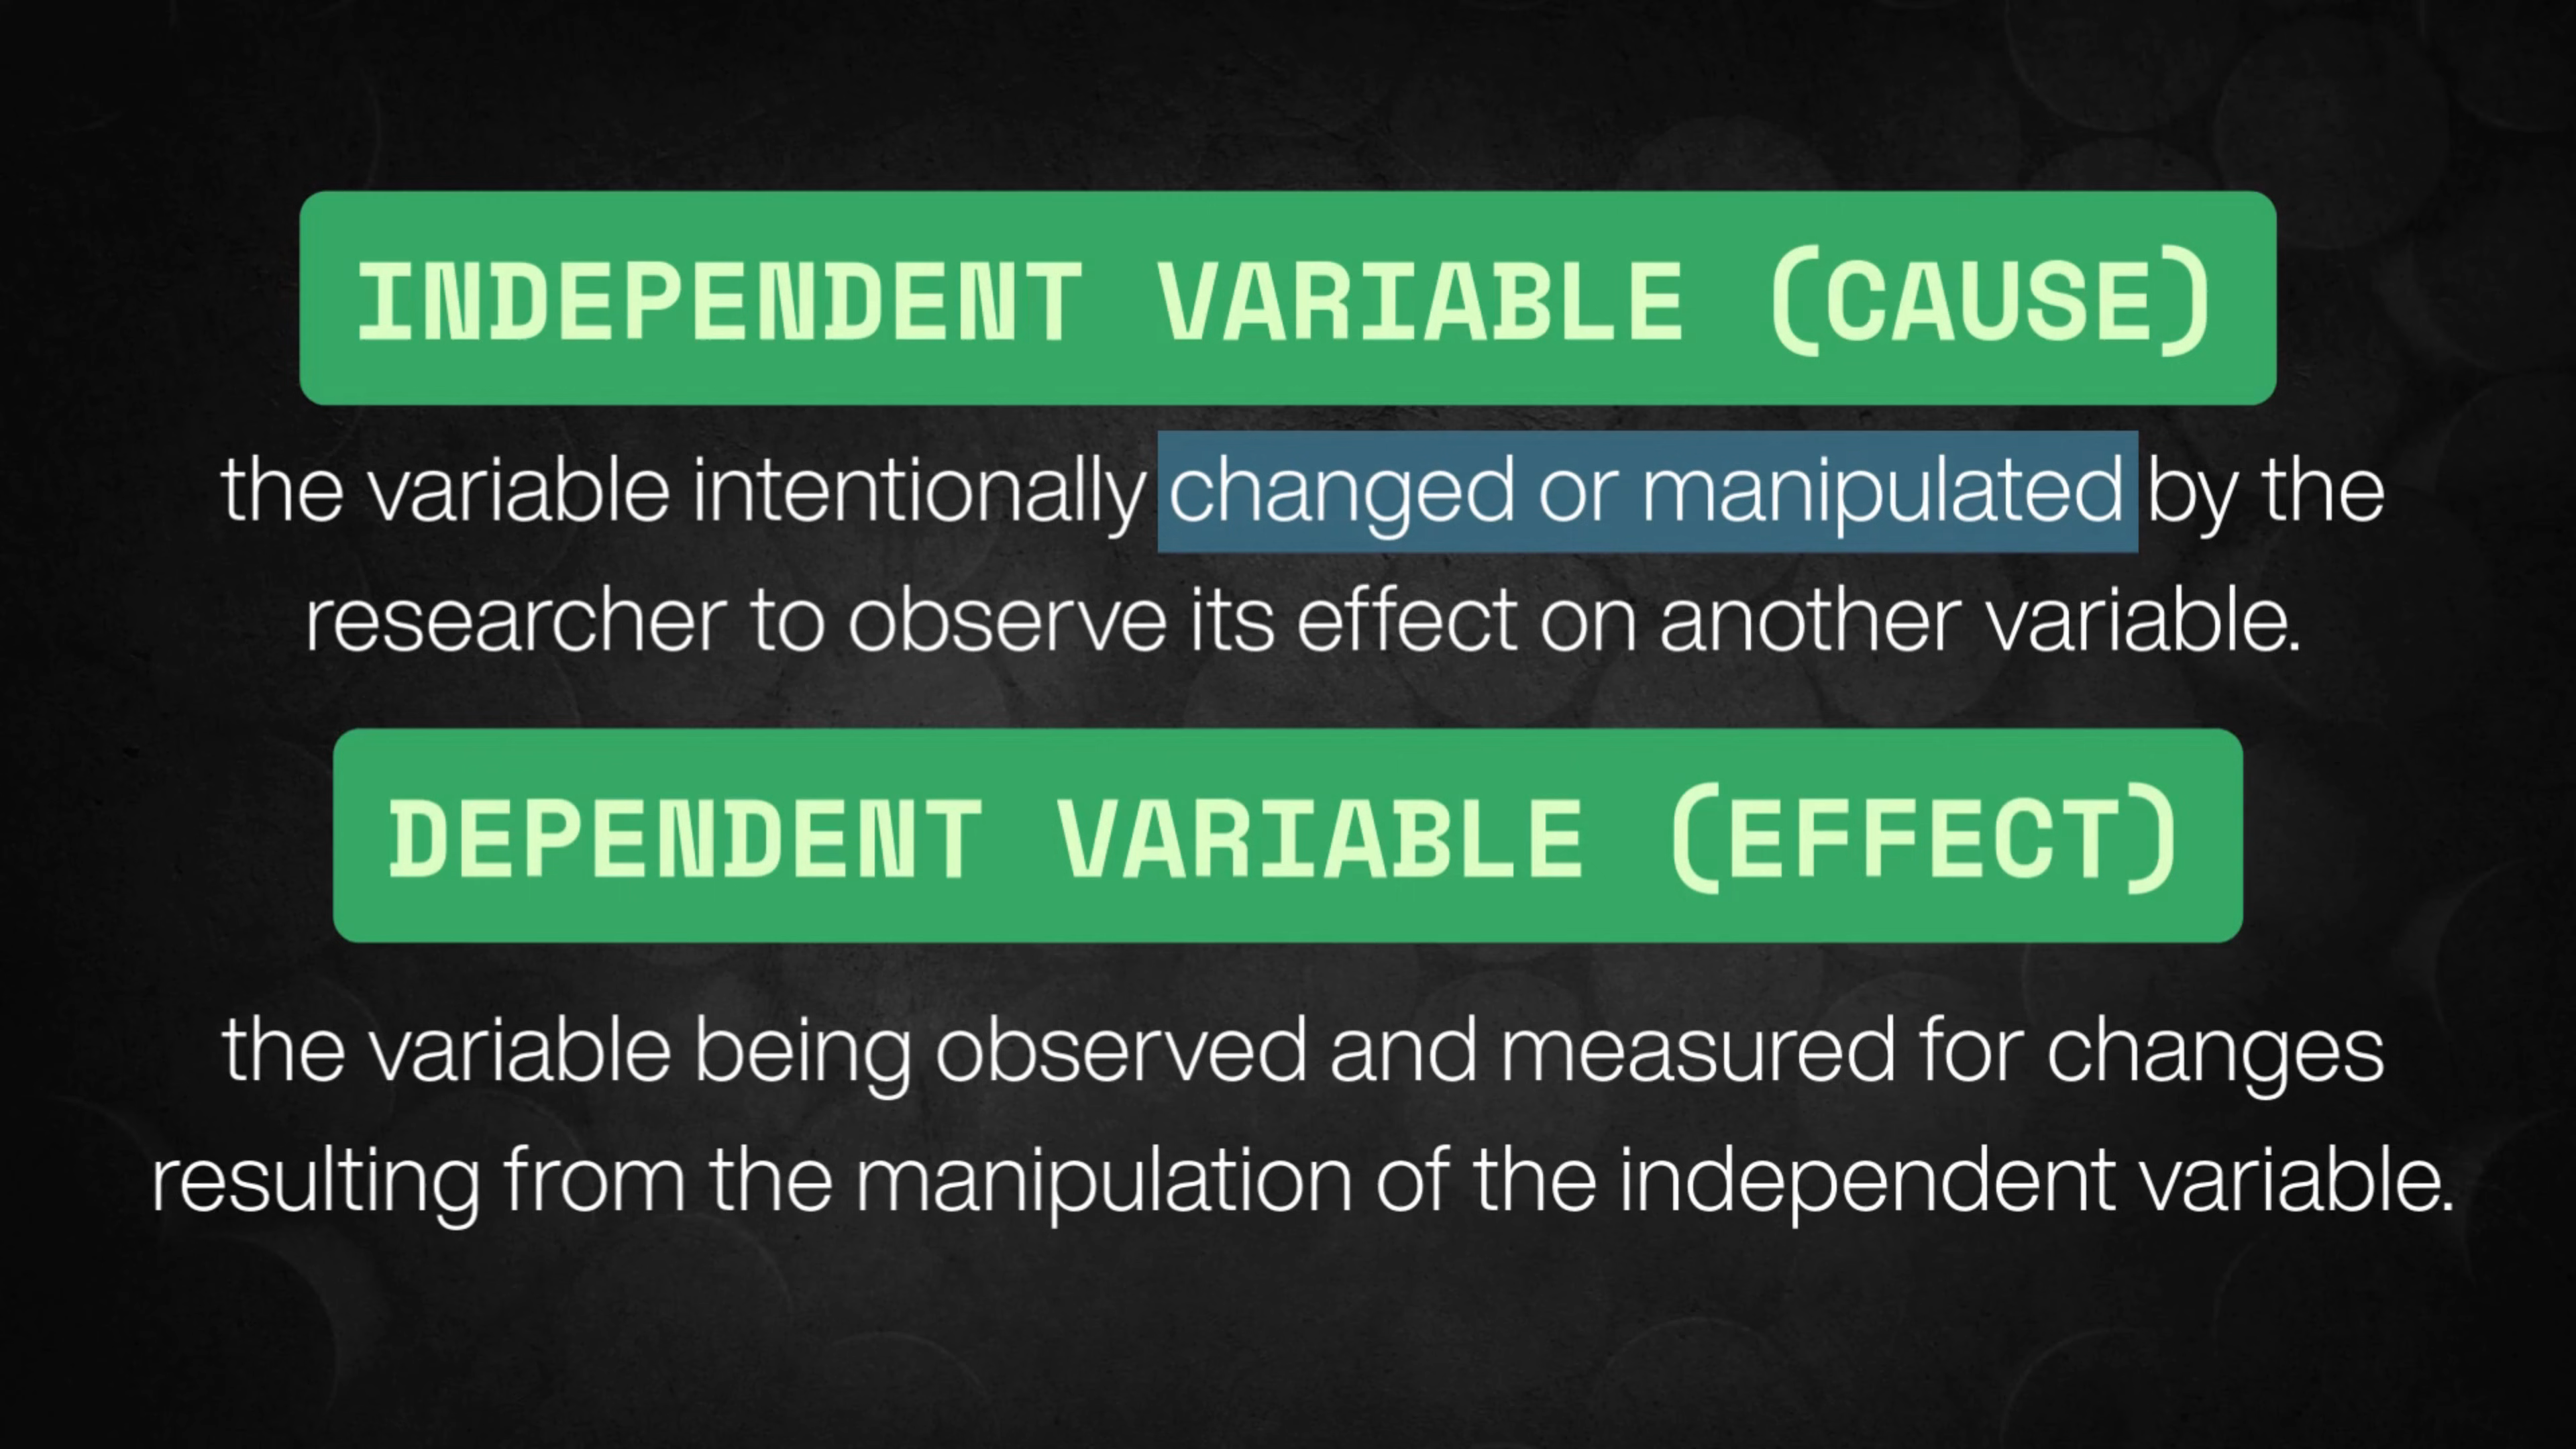 INDEPENDENT VARIABLE (CAUSE)
the variable intentionally changed or manipulated by the
researcher to observe its effect on another variable.
DEPENDENT VARIABLE (EFFECT)
the variable being observed and measured for changes
resulting from the manipulation of the independent variable.